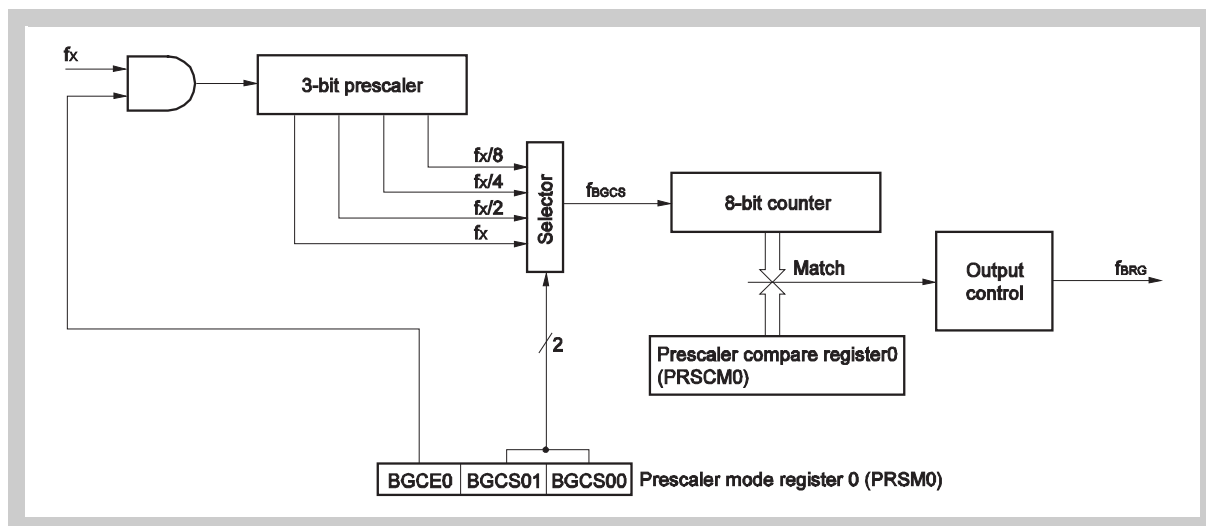 fx
3-bit prescaler
fx/8
fx/4
fx/2
fx
Selector
fBGCS
8-bit counter
Match
Output
control
fBRG
2
Prescaler compare register0
(PRSCM0)
BGCE0 BGCS01 BGCS00 Prescaler mode register 0 (PRSM0)